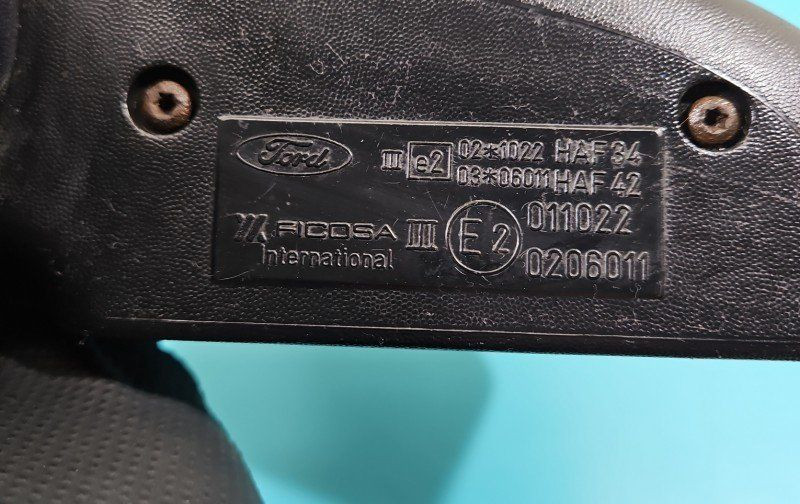 Ford III e2 02*1022 HAF 34
03*06011 HAF 42
FICOSA III E2 011022
International 0206011